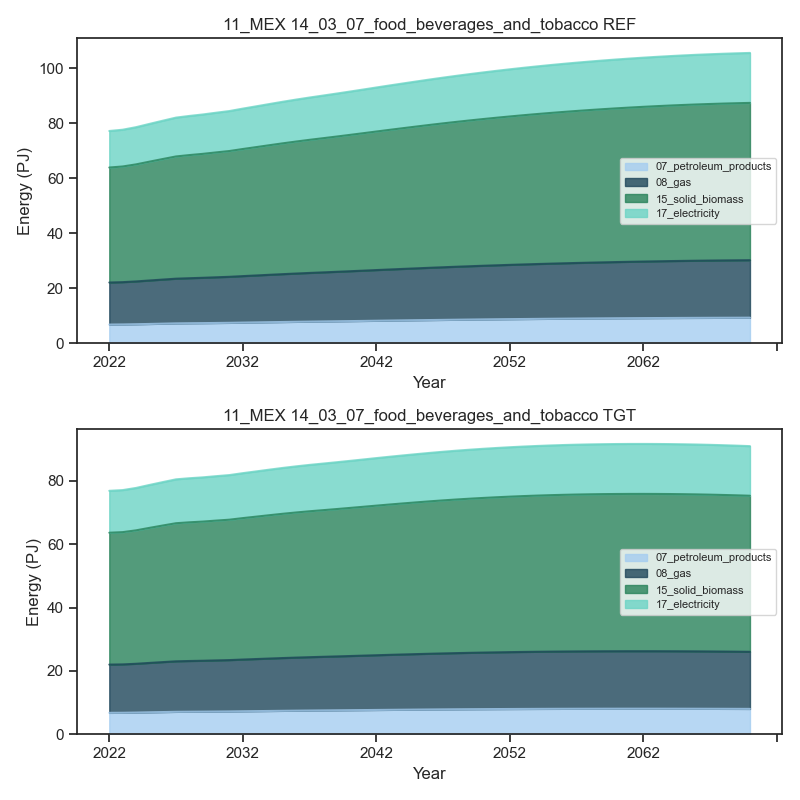 11_MEX 14_03_07_food_beverages_and_tobacco REF
Energy (PJ)
100
80
60
40
20
0
07_petroleum_products
08_gas
15_solid_biomass
17_electricity
2022 2032 2042 2052 2062
Year
11_MEX 14_03_07_food_beverages_and_tobacco TGT
Energy (PJ)
80
60
40
20
0
07_petroleum_products
08_gas
15_solid_biomass
17_electricity
2022 2032 2042 2052 2062
Year